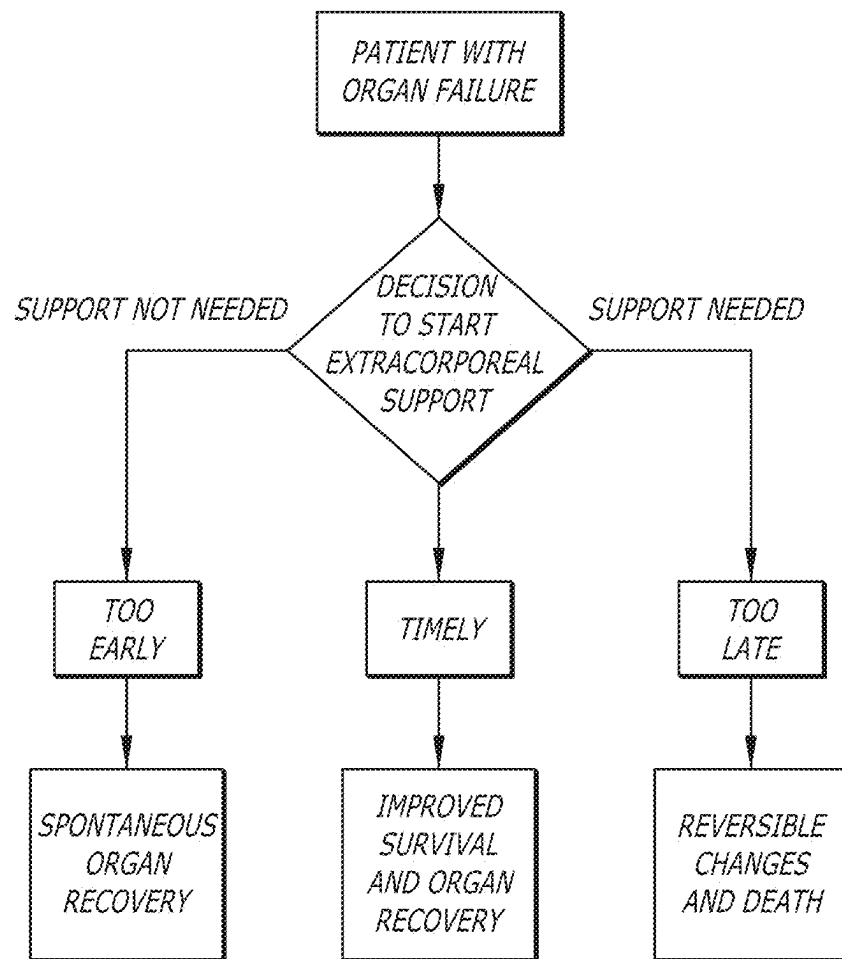 PATIENT WITH
ORGAN FAILURE
DECISION
TO START
EXTRACORPOREAL
SUPPORT
SUPPORT NOT NEEDED
SUPPORT NEEDED
TOO
EARLY
TIMELY
TOO
LATE
SPONTANEOUS
ORGAN
RECOVERY
IMPROVED
SURVIVAL
AND ORGAN
RECOVERY
REVERSIBLE
CHANGES
AND DEATH